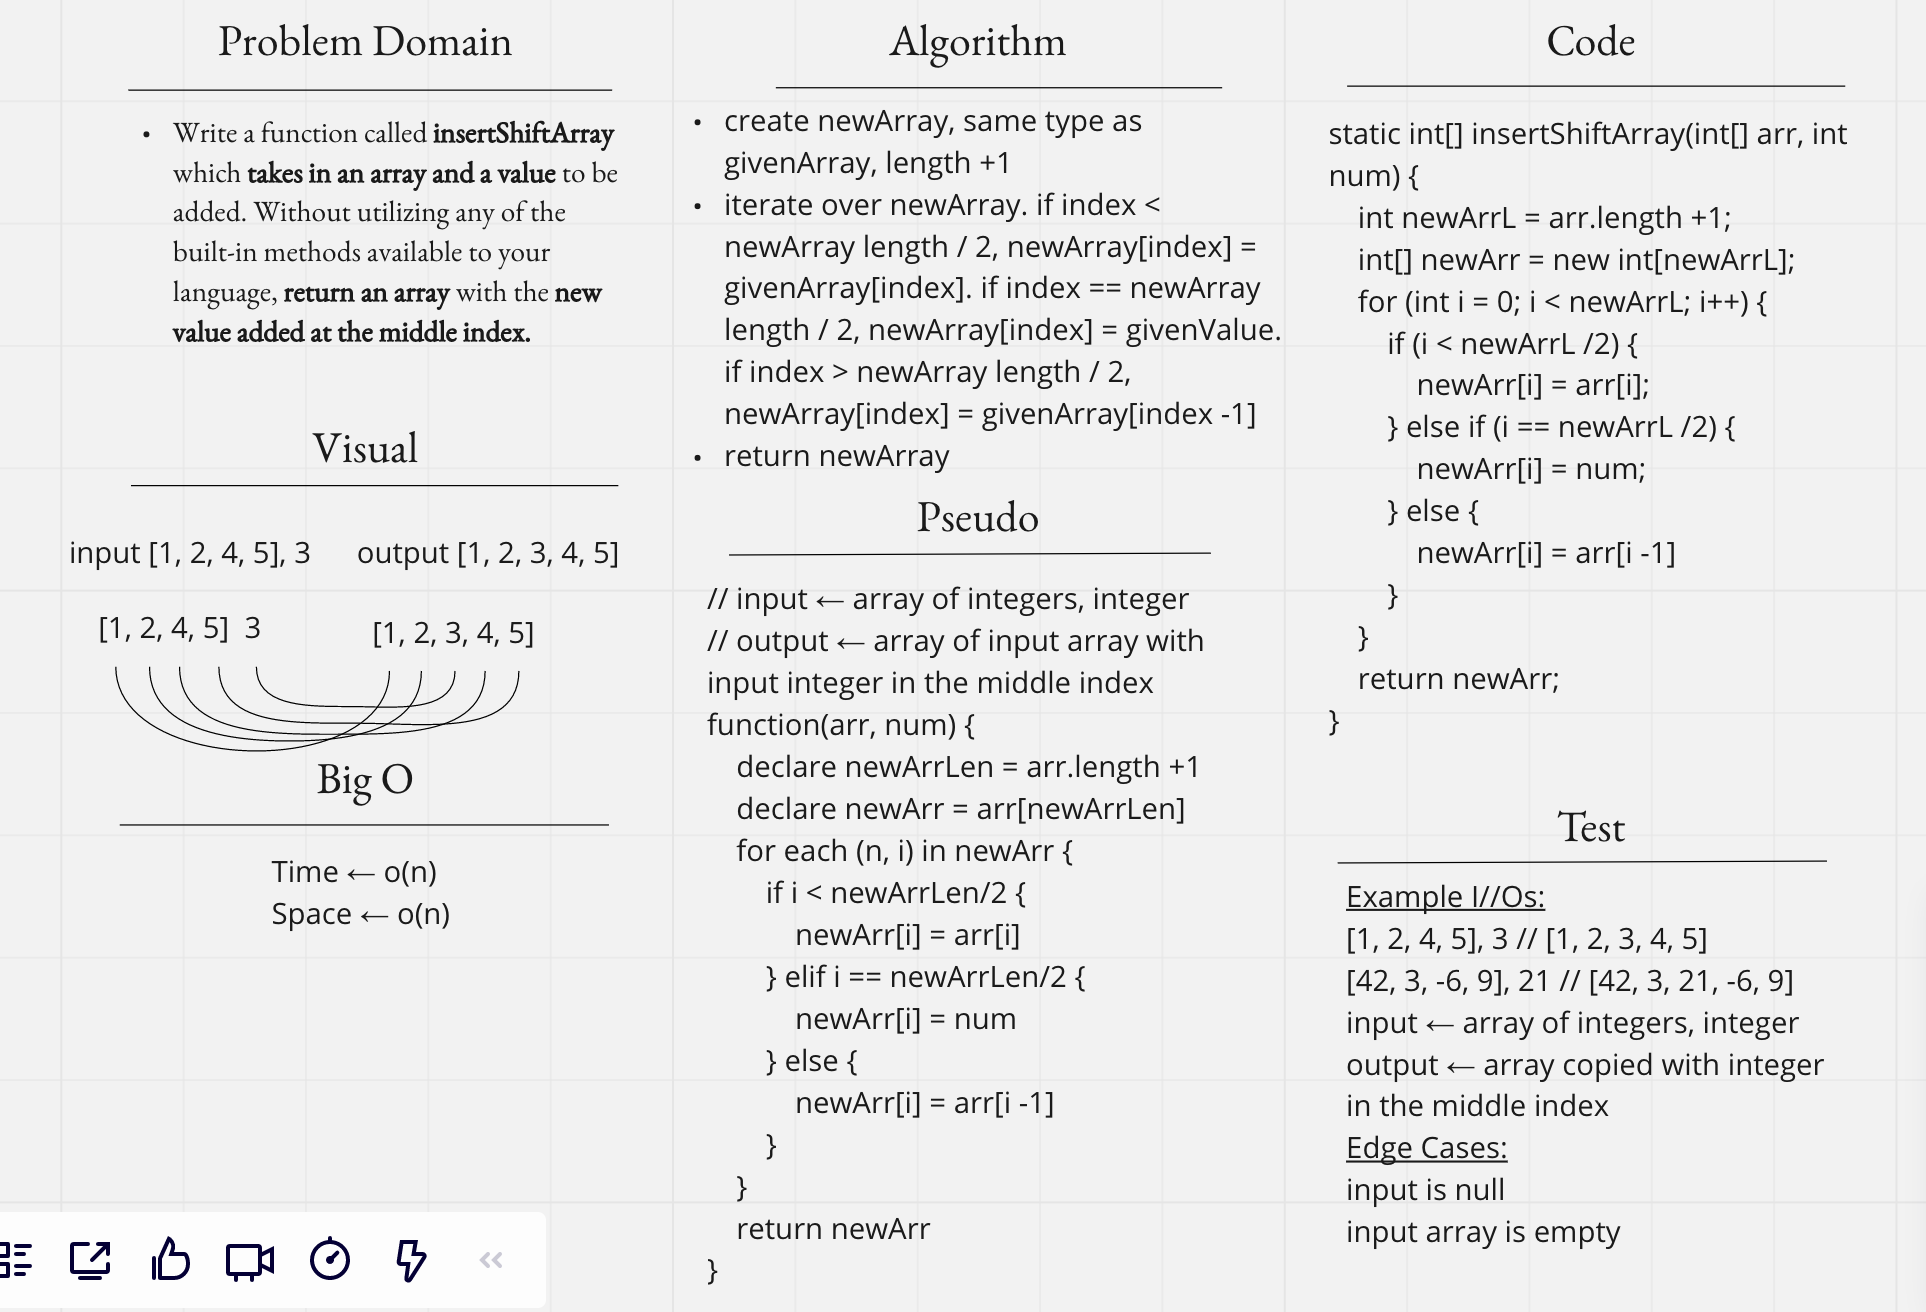 Problem Domain
• Write a function called insertShiftArray
which takes in an array and a value to be
added. Without utilizing any of the
built-in methods available to your
language, return an array with the new
value added at the middle index.
Visual
input [1, 2, 4, 5], 3 output [1, 2, 3, 4, 5]
[1, 2, 4, 5] 3 [1, 2, 3, 4, 5]
Big O
Time ← o(n)
Space ← o(n)
Algorithm
• create newArray, same type as
givenArray, length +1
• iterate over newArray. if index <
newArray length / 2, newArray[index] =
givenArray[index]. if index == newArray
length / 2, newArray[index] = givenValue.
if index > newArray length / 2,
newArray[index] = givenArray[index -1]
• return newArray
Pseudo
// input ← array of integers, integer
// output ← array of input array with
input integer in the middle index
function(arr, num) {
declare newArrLen = arr.length +1
declare newArr = arr[newArrLen]
for each (n, i) in newArr {
if i < newArrLen/2 {
newArr[i] = arr[i]
} elif i == newArrLen/2 {
newArr[i] = num
} else {
newArr[i] = arr[i -1]
}
}
return newArr
}
Code
static int[] insertShiftArray(int[] arr, int
num) {
int newArrL = arr.length +1;
int[] newArr = new int[newArrL];
for (int i = 0; i < newArrL; i++) {
if (i < newArrL /2) {
newArr[i] = arr[i];
} else if (i == newArrL /2) {
newArr[i] = num;
} else {
newArr[i] = arr[i -1]
}
}
return newArr;
}
Test
Example I//Os:
[1, 2, 4, 5], 3 // [1, 2, 3, 4, 5]
[42, 3, -6, 9], 21 // [42, 3, 21, -6, 9]
input ← array of integers, integer
output ← array copied with integer
in the middle index
Edge Cases:
input is null
input array is empty